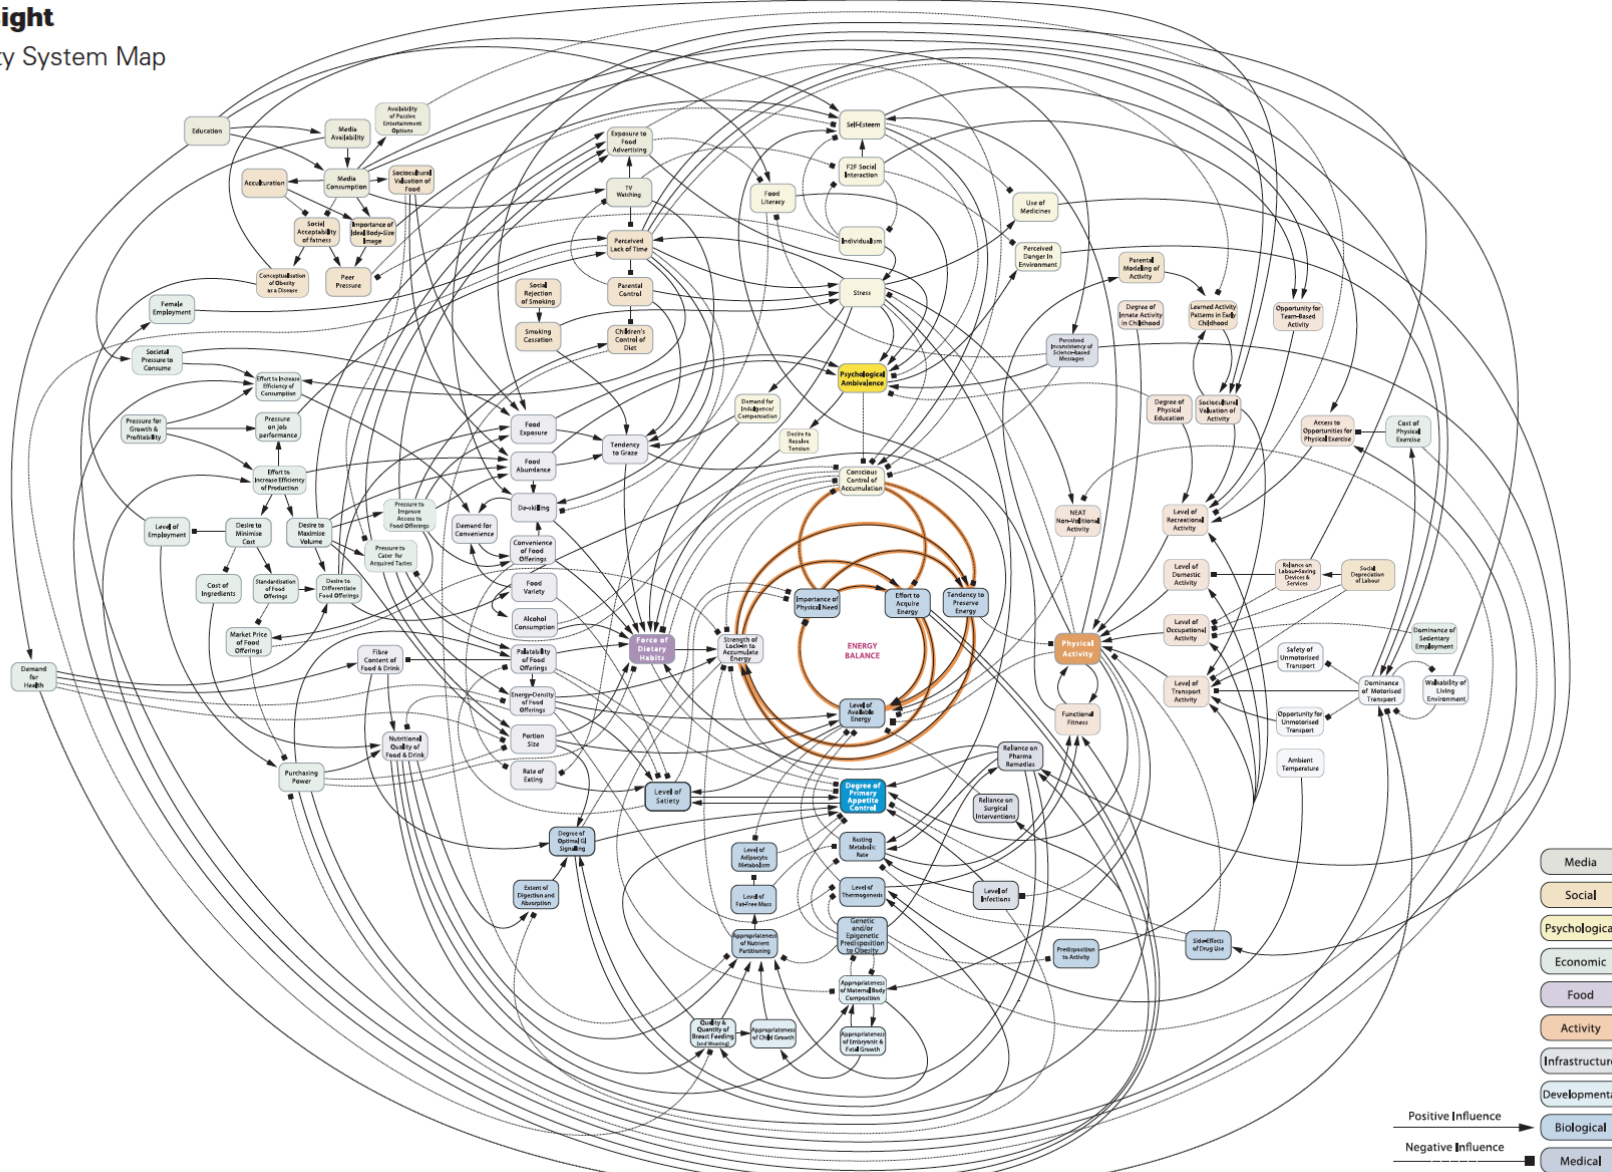 sight
ty System Map
Education
Media
Availability
Availability
of Passive
Entertainment
Options
Acculturation
Media
Consumption
Sociocultural
Valuation of
Food
Social
Acceptability
of fatness
Importance of
Ideal Body-Size
Image
Conceptualisation
of Obesity
as a Disease
Peer
Pressure
Exposure to
Food
Advertising
TV
Watching
Perceived
Lack of Time
Parental
Control
Children's
Control of
Diet
Social
Rejection
of Smoking
Smoking
Cessation
Self-Esteem
F2F Social
Interaction
Food
Literacy
Individualism
Stress
Use of
Medicines
Perceived
Danger In
Environment
Psychological
Ambivalence
Demand for
Indulgence/
Compensation
Desire to
Resolve
Tension
Conscious
Control of
Accumulation
Perceived
Inconsistency of
Science-based
Messages
Parental
Modeling of
Activity
Degree of
Innate Activity
in Childhood
Learned Activity
Patterns in Early
Childhood
Opportunity for
Team-Based
Activity
Degree of
Physical
Education
Sociocultural
Valuation of
Activity
Access to
Opportunities for
Physical Exercise
Cost of
Physical
Exercise
Female
Employment
Societal
Pressure to
Consume
Effort to Increase
Efficiency of
Consumption
Pressure for
Growth &
Profitability
Pressure
on job
performance
Effort to
Increase Efficiency
of Production
Level of
Employment
Desire to
Minimise
Cost
Desire to
Maximise
Volume
Pressure to
Improve
Access to
Food Offerings
Pressure to
Cater for
Acquired Tastes
Cost of
Ingredients
Standardisation
of Food
Offerings
Desire to
Differentiate
Food Offerings
Market Price
of Food
Offerings
Demand
for
Health
Purchasing
Power
Food
Exposure
Food
Abundance
Tendency
to Graze
De-skilling
Demand for
Convenience
Convenience
of Food
Offerings
Food
Variety
Alcohol
Consumption
Fibre
Content of
Food & Drink
Palatability
of Food
Offerings
Energy-Density
of Food
Offerings
Portion
Size
Rate of
Eating
Nutritional
Quality of
Food & Drink
Force of
Dietary
Habits
Strength of
Lock-in to
Accumulate
Energy
Importance of
Physical Need
Effort to
Acquire
Energy
Tendency to
Preserve
Energy
ENERGY
BALANCE
Level of
Available
Energy
NEAT
Non-Volitional
Activity
Level of
Recreational
Activity
Level of
Domestic
Activity
Reliance on
Labour-Saving
Devices &
Services
Social
Depreciation
of Labour
Level of
Occupational
Activity
Dominance of
Sedentary
Employment
Physical
Activity
Functional
Fitness
Level of
Transport
Activity
Safety of
Unmotorised
Transport
Dominance
of Motorised
Transport
Walkability of
Living
Environment
Opportunity for
Unmotorised
Transport
Ambient
Temperature
Level of
Satiety
Degree of
Primary
Appetite
Control
Reliance on
Pharma
Remedies
Reliance on
Surgical
Interventions
Degree of
Optimal GI
Signalling
Extent of
Digestion and
Absorption
Level of
Adipocyte
Metabolism
Resting
Metabolic
Rate
Level of
Fat-Free Mass
Level of
Thermogenesis
Level of
Infections
Appropriateness
of Nutrient
Partitioning
Genetic
and/or
Epigenetic
Predisposition
to Obesity
Predisposition
to Activity
Side-Effects
of Drug Use
Appropriateness
of Maternal Body
Composition
Quality &
Quantity of
Breast Feeding
(and Weaning)
Appropriateness
of Child Growth
Appropriateness
of Embryonic &
Fetal Growth
Media
Social
Psychologica
Economic
Food
Activity
Infrastructure
Developmenta
Biological
Medical
Positive Influence
Negative Influence